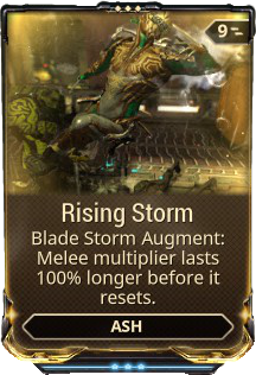 9
Rising Storm
Blade Storm Augment:
Melee multiplier lasts
100% longer before it
resets.
ASH